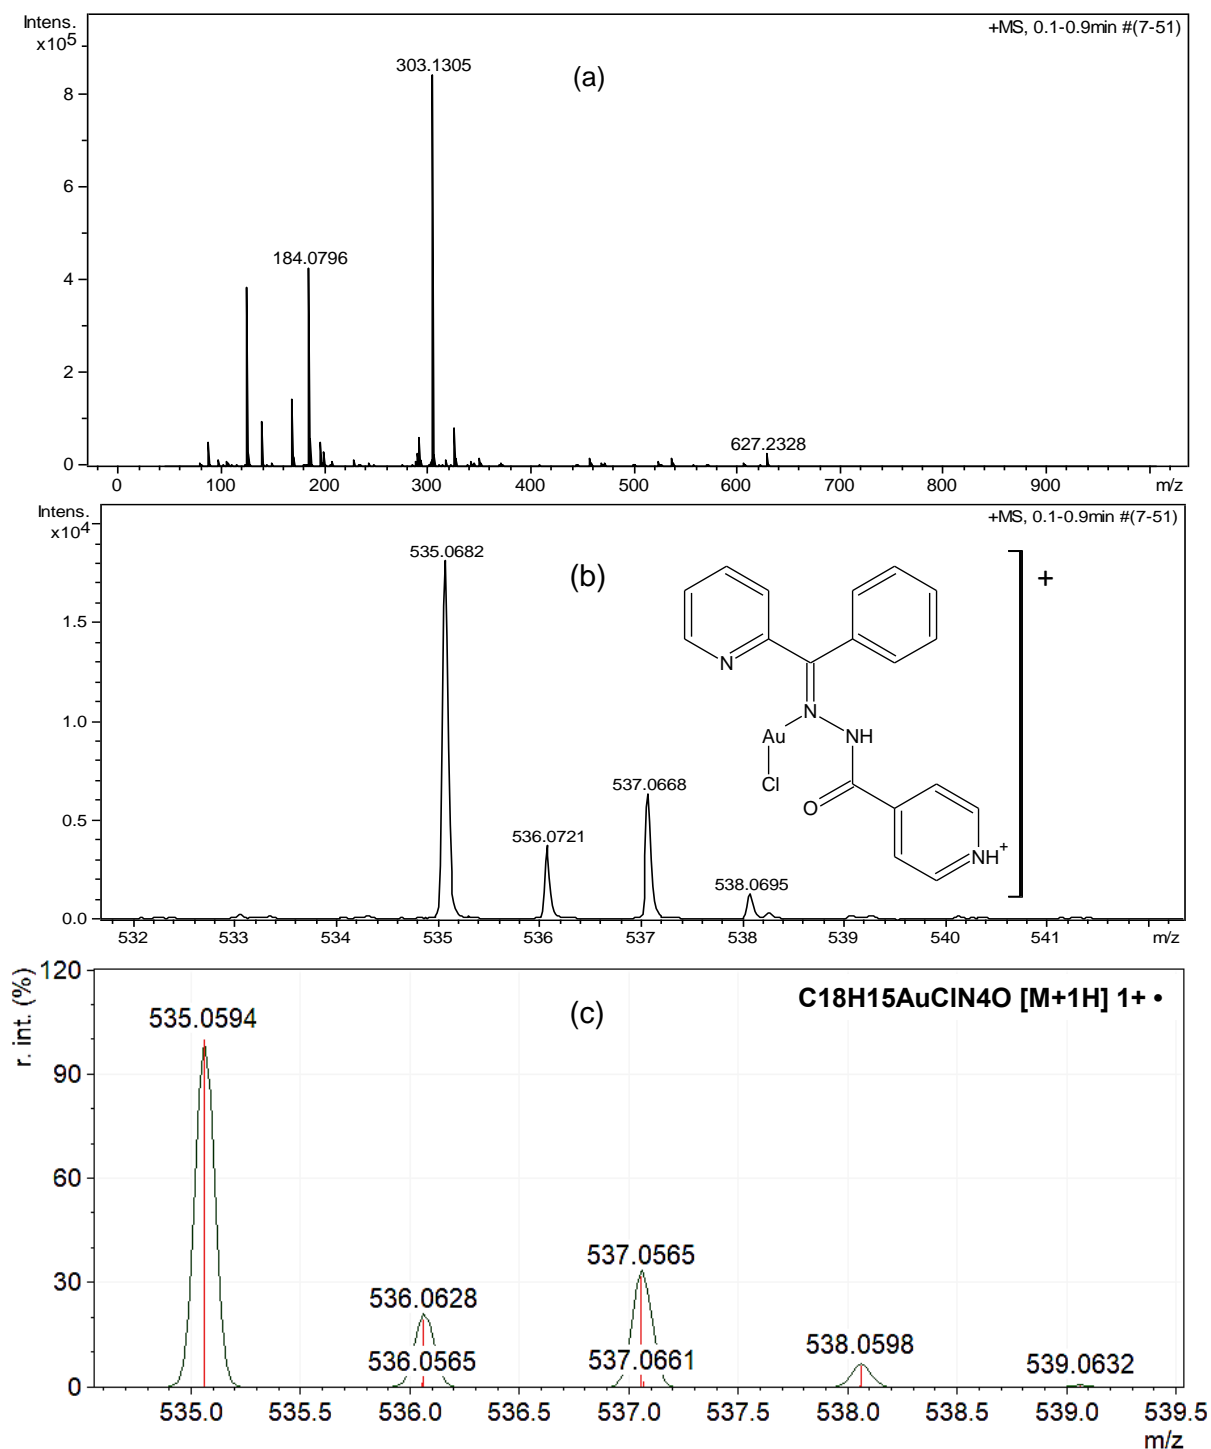 Intens.
x10⁵
+MS, 0.1-0.9min #(7-51)
303.1305
(a)
8
6
184.0796
4
2
627.2328
0
0 100 200 300 400 500 600 700 800 900 m/z
Intens.
x10⁴
+MS, 0.1-0.9min #(7-51)
535.0682
(b)
+
1.5
N
N
1.0
Au
NH
537.0668
Cl
O
0.5
536.0721
NH⁺
538.0695
0.0
532 533 534 535 536 537 538 539 540 541 m/z
r. int. (%)
120
C18H15AuClN4O [M+1H] 1+ •
535.0594
(c)
90
60
537.0565
30
536.0628
538.0598
536.0565
537.0661
539.0632
0
535.0 535.5 536.0 536.5 537.0 537.5 538.0 538.5 539.0 539.5
m/z